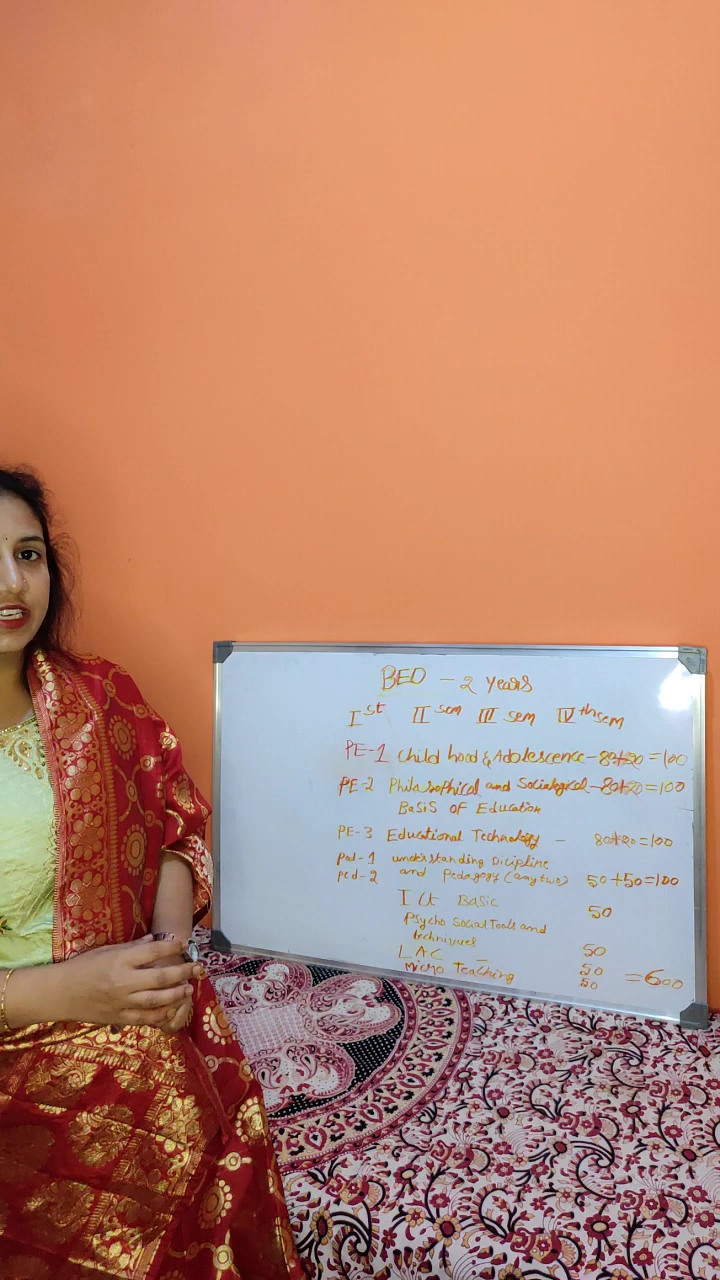 BED - 2 years
I st II sem III sem IV th sem
PE-1 Child hood & Adolescence - 80+20 = 100
PE-2 Philosophical and Sociological - 80+20 = 100
Basis of Education
PE-3 Educational Technology - 80+20 = 100
Ped-1 understanding Dicipline
Ped-2 and Pedagogy (any two) 50 + 50 = 100
I Ct Basic 50
Psycho Social Tools and
techniques 50
L A C 50
Micro Teaching 50 = 600